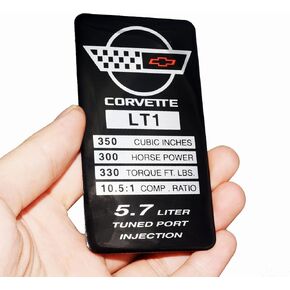 CORVETTE
LT1
350 CUBIC INCHES
300 HORSE POWER
330 TORQUE FT. LBS.
10.5:1 COMP. RATIO
5.7 LITER
TUNED PORT
INJECTION